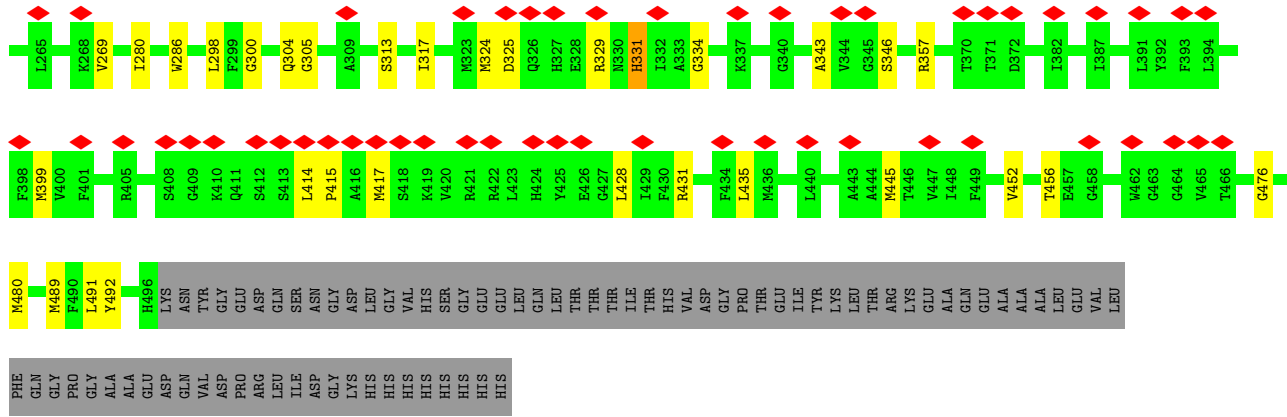 L265 K268 V269 I280 W286 L298 F299 G300 Q304 G305 A309 S313 I317 M323 M324 D325 Q326 H327 E328 R329 N330 H331 I332 A333 G334 K337 G340 A343 V344 G345 S346 R357 T370 T371 D372 I382 I387 L391 Y392 F393 L394
F398 M399 V400 F401 R405 S408 G409 K410 Q411 S412 S413 L414 P415 A416 M417 S418 K419 V420 R421 R422 L423 H424 Y425 E426 G427 L428 I429 F430 R431 F434 L435 M436 L440 A443 A444 M445 T446 V447 I448 F449 V452 T456 E457 G458 W462 G463 G464 V465 T466 G476
M480 M489 F490 L491 Y492 H496 LYS ASN TYR GLY GLU ASP GLN SER ASN GLY ASP LEU GLY VAL HIS SER GLY GLU GLU LEU GLN LEU THR THR THR ILE THR HIS VAL ASP GLY PRO THR GLU ILE TYR LYS LEU THR ARG LYS GLU ALA GLN GLU ALA ALA ALA LEU GLU VAL LEU
PHE GLN GLY PRO GLY ALA ALA GLU ASP GLN VAL ASP PRO ARG LEU ILE ASP GLY LYS HIS HIS HIS HIS HIS HIS HIS HIS HIS